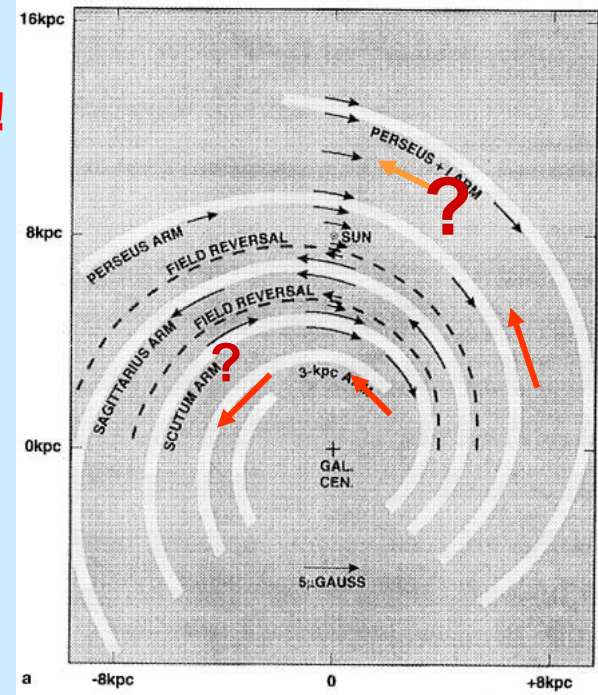 16kpc
!
PERSEUS + I ARM
?
8kpc
SUN
PERSEUS ARM
FIELD REVERSAL
FIELD REVERSAL
SAGITTARIUS ARM
?
SCUTUM ARM
3-kpc ARM
0kpc
GAL.
CEN.
5μGAUSS
a
-8kpc
0
+8kpc